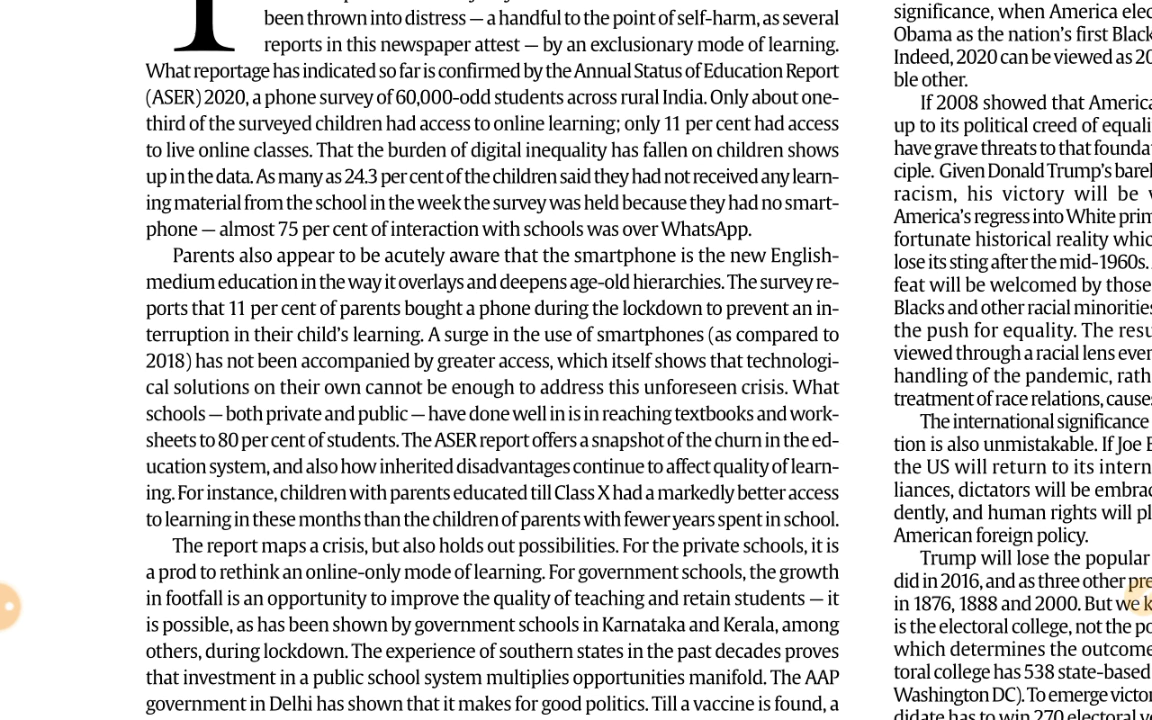 been thrown into distress — a handful to the point of self-harm, as several
reports in this newspaper attest — by an exclusionary mode of learning.
What reportage has indicated so far is confirmed by the Annual Status of Education Report
(ASER) 2020, a phone survey of 60,000-odd students across rural India. Only about one-
third of the surveyed children had access to online learning; only 11 per cent had access
to live online classes. That the burden of digital inequality has fallen on children shows
up in the data. As many as 24.3 per cent of the children said they had not received any learn-
ing material from the school in the week the survey was held because they had no smart-
phone — almost 75 per cent of interaction with schools was over WhatsApp.
Parents also appear to be acutely aware that the smartphone is the new English-
medium education in the way it overlays and deepens age-old hierarchies. The survey re-
ports that 11 per cent of parents bought a phone during the lockdown to prevent an in-
terruption in their child's learning. A surge in the use of smartphones (as compared to
2018) has not been accompanied by greater access, which itself shows that technologi-
cal solutions on their own cannot be enough to address this unforeseen crisis. What
schools — both private and public — have done well in is in reaching textbooks and work-
sheets to 80 per cent of students. The ASER report offers a snapshot of the churn in the ed-
ucation system, and also how inherited disadvantages continue to affect quality of learn-
ing. For instance, children with parents educated till Class X had a markedly better access
to learning in these months than the children of parents with fewer years spent in school.
The report maps a crisis, but also holds out possibilities. For the private schools, it is
a prod to rethink an online-only mode of learning. For government schools, the growth
in footfall is an opportunity to improve the quality of teaching and retain students — it
is possible, as has been shown by government schools in Karnataka and Kerala, among
others, during lockdown. The experience of southern states in the past decades proves
that investment in a public school system multiplies opportunities manifold. The AAP
government in Delhi has shown that it makes for good politics. Till a vaccine is found, a
significance, when America elec
Obama as the nation's first Black
Indeed, 2020 can be viewed as 20
ble other.
If 2008 showed that America
up to its political creed of equali
have grave threats to that founda
ciple. Given Donald Trump's barel
racism, his victory will be
America's regress into White prim
fortunate historical reality whic
lose its sting after the mid-1960s.
feat will be welcomed by those
Blacks and other racial minorities
the push for equality. The resu
viewed through a racial lens even
handling of the pandemic, rath
treatment of race relations, cause
The international significance
tion is also unmistakable. If Joe B
the US will return to its intern
liances, dictators will be embrac
dently, and human rights will pl
American foreign policy.
Trump will lose the popular
did in 2016, and as three other pre
in 1876, 1888 and 2000. But we k
is the electoral college, not the po
which determines the outcome
toral college has 538 state-based
Washington DC). To emerge victor
didate has to win 270 electoral v